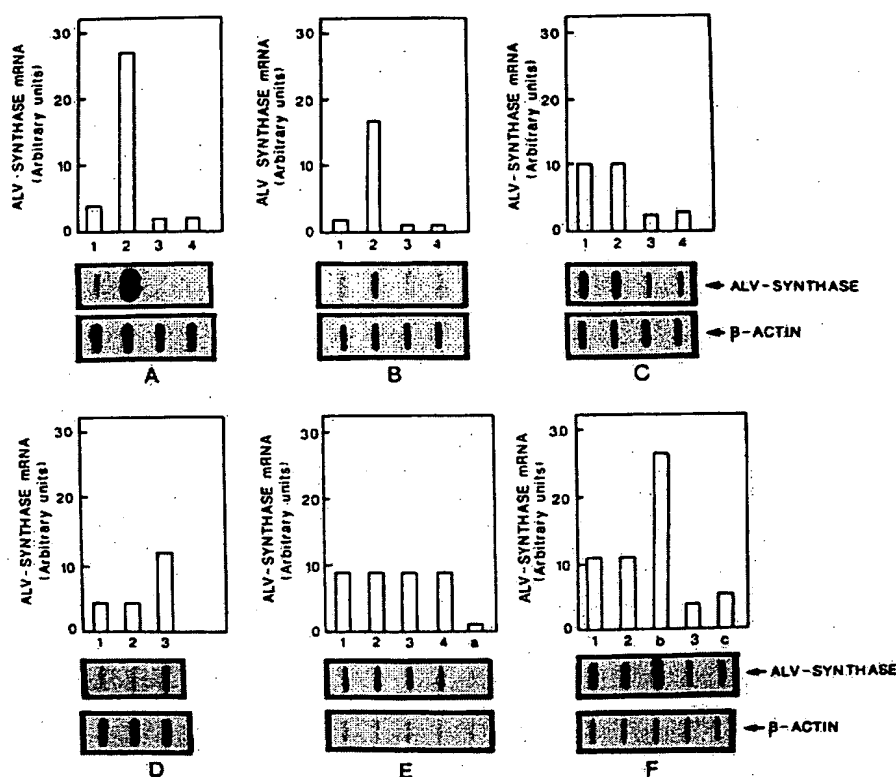 ALV-SYNTHASE mRNA
(Arbitrary units)
30
20
10
0
1 2 3 4
A
ALV SYNTHASE mRNA
(Arbitrary units)
30
20
10
0
1 2 3 4
B
ALV-SYNTHASE mRNA
(Arbitrary units)
30
20
10
0
1 2 3 4
ALV-SYNTHASE
β-ACTIN
C
ALV-SYNTHASE mRNA
(Arbitrary units)
30
20
10
0
1 2 3
D
ALV-SYNTHASE mRNA
(Arbitrary units)
30
20
10
0
1 2 3 4 a
E
ALV-SYNTHASE mRNA
(Arbitrary units)
30
20
10
0
1 2 b 3 c
ALV-SYNTHASE
β-ACTIN
F